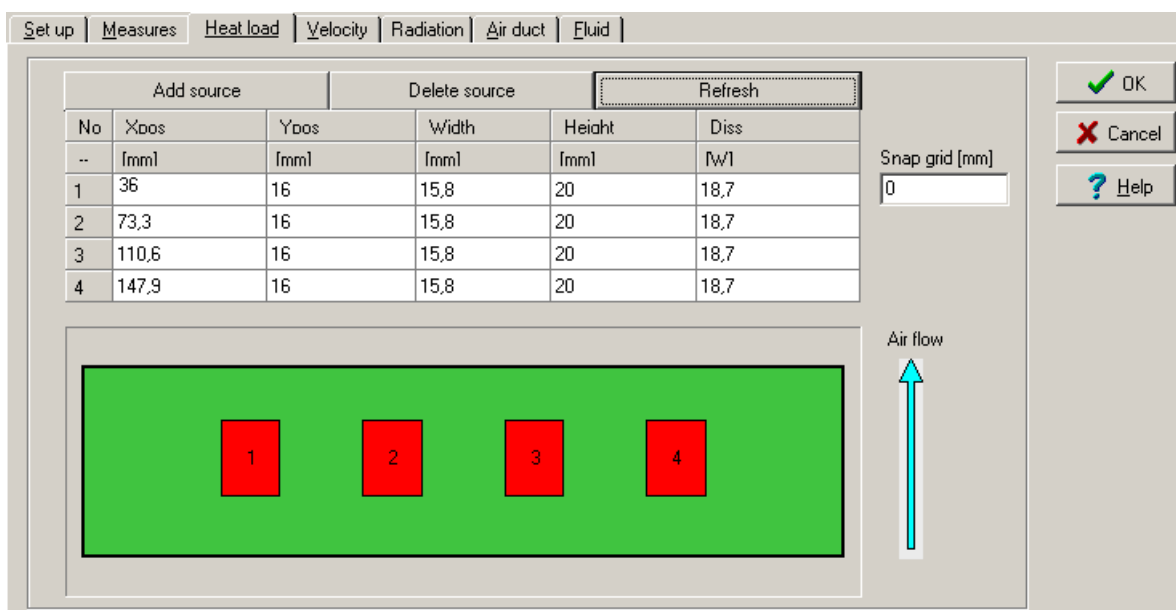 Set up Measures Heat load Velocity Radiation Air duct Fluid
Add source Delete source Refresh
OK
No Xpos Ypos Width Height Diss
Cancel
-- [mm] [mm] [mm] [mm] [W]
Snap grid [mm]
1 36 16 15,8 20 18,7
0
Help
2 73,3 16 15,8 20 18,7
3 110,6 16 15,8 20 18,7
4 147,9 16 15,8 20 18,7
Air flow
1 2 3 4